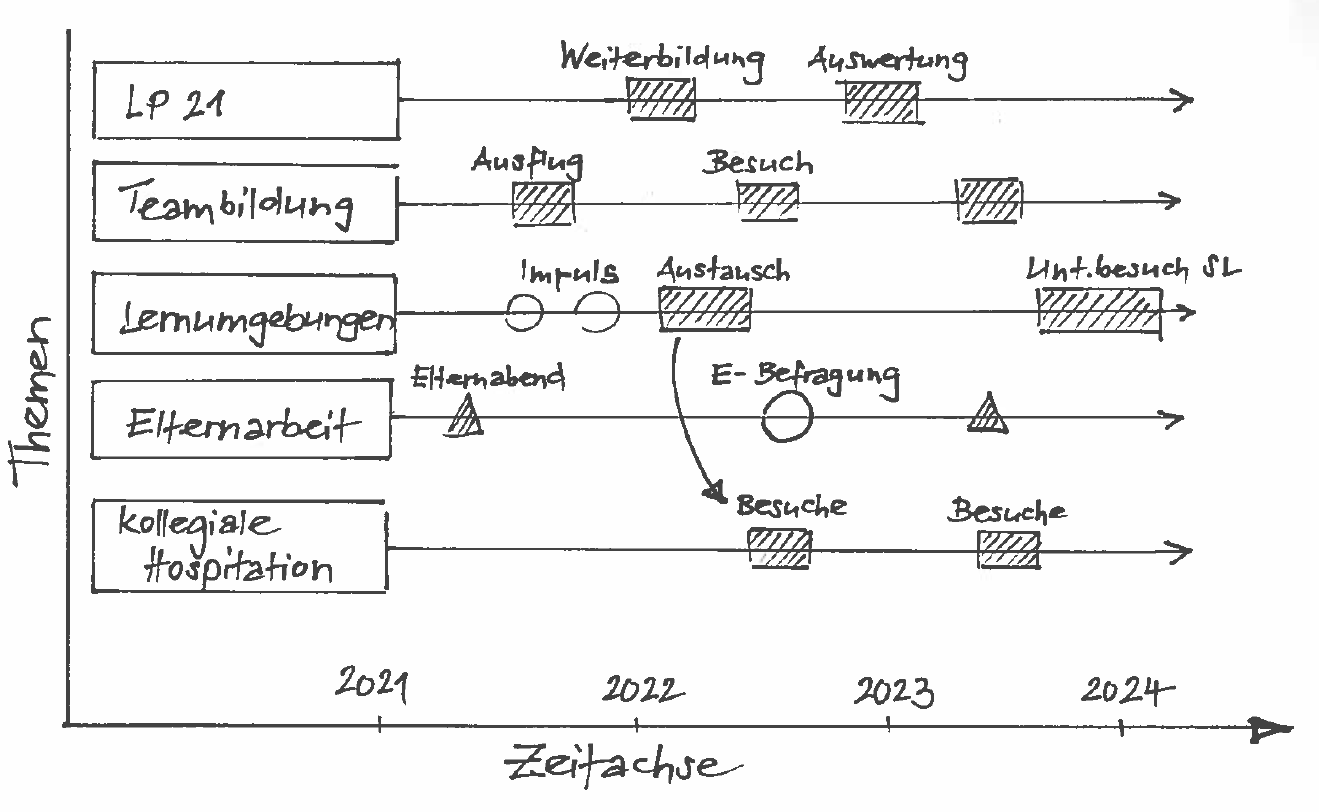 Weiterbildung Auswertung
LP 21
Ausflug Besuch
Teambildung
Impuls Austausch Unt.besuch SL
Lernumgebungen
Elternabend E-Befragung
Elternarbeit
Besuche Besuche
kollegiale
Hospitation
Themen
2021 2022 2023 2024
Zeitachse